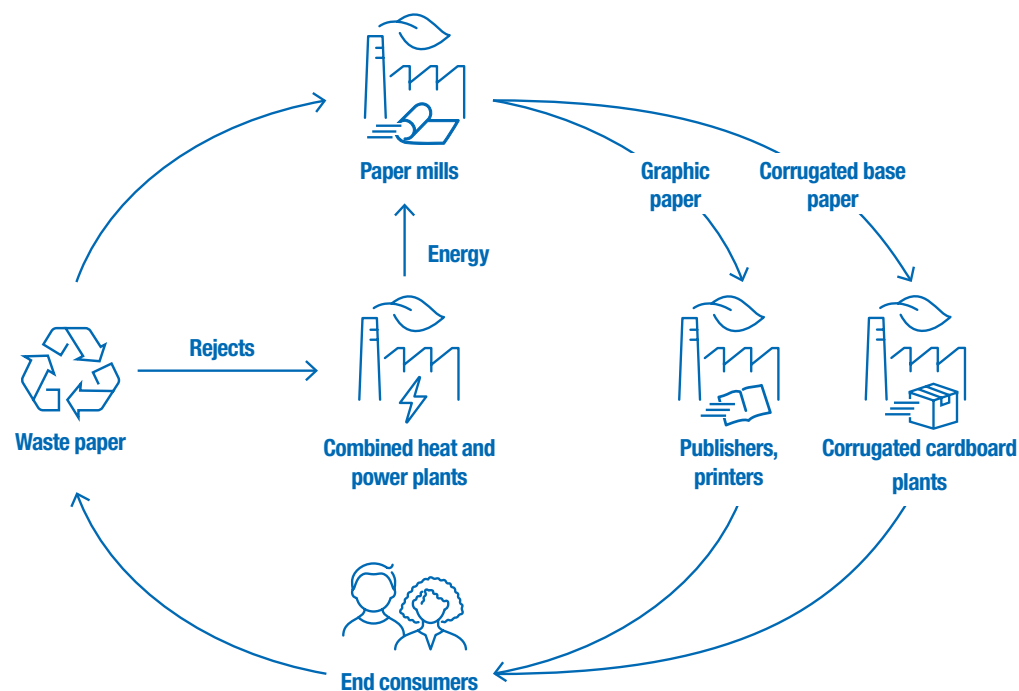 Paper mills
Graphic
paper
Corrugated base
paper
Energy
Rejects
Waste paper
Combined heat and
power plants
Publishers,
printers
Corrugated cardboard
plants
End consumers